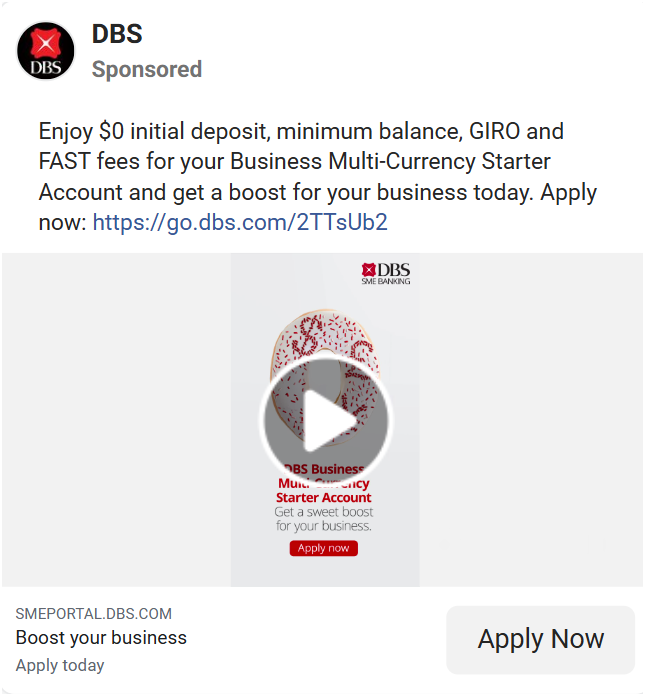 DBS
DBS
Sponsored
Enjoy $0 initial deposit, minimum balance, GIRO and
FAST fees for your Business Multi-Currency Starter
Account and get a boost for your business today. Apply
now: https://go.dbs.com/2TTsUb2
DBS
SME BANKING
DBS Business
Multi-Currency
Starter Account
Get a sweet boost
for your business.
Apply now
SMEPORTAL.DBS.COM
Boost your business
Apply today
Apply Now